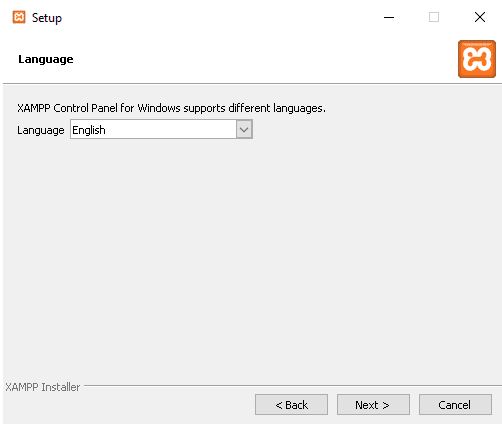 Setup
Language
XAMPP Control Panel for Windows supports different languages.
Language English
XAMPP Installer
< Back Next > Cancel